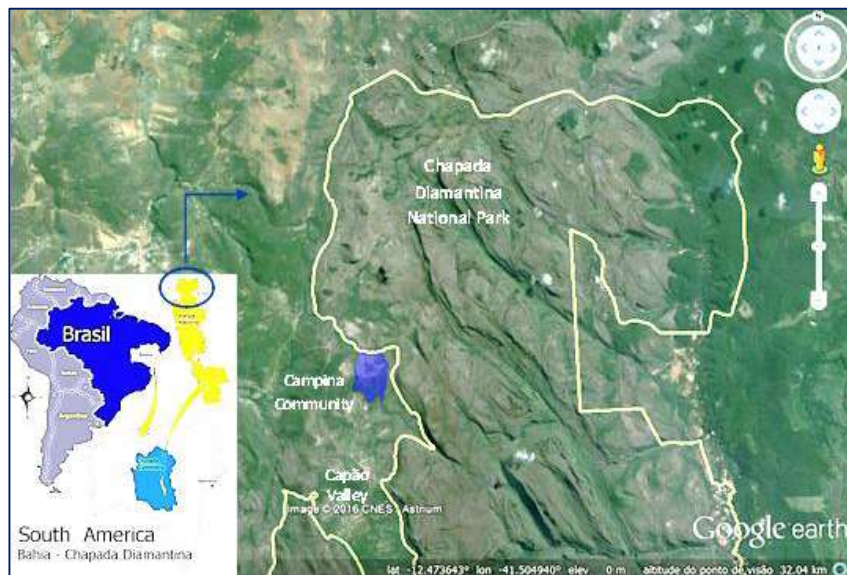 N
Chapada
Diamantina
National Park
Brasil
Argentina
Campina
Community
Capão
Valley
Image © 2016 CNES / Astrium
Google earth
South America
Bahia - Chapada Diamantina
lat -12.473643° lon -41.504940° elev 0 m altitude do ponto de visão 32.04 km